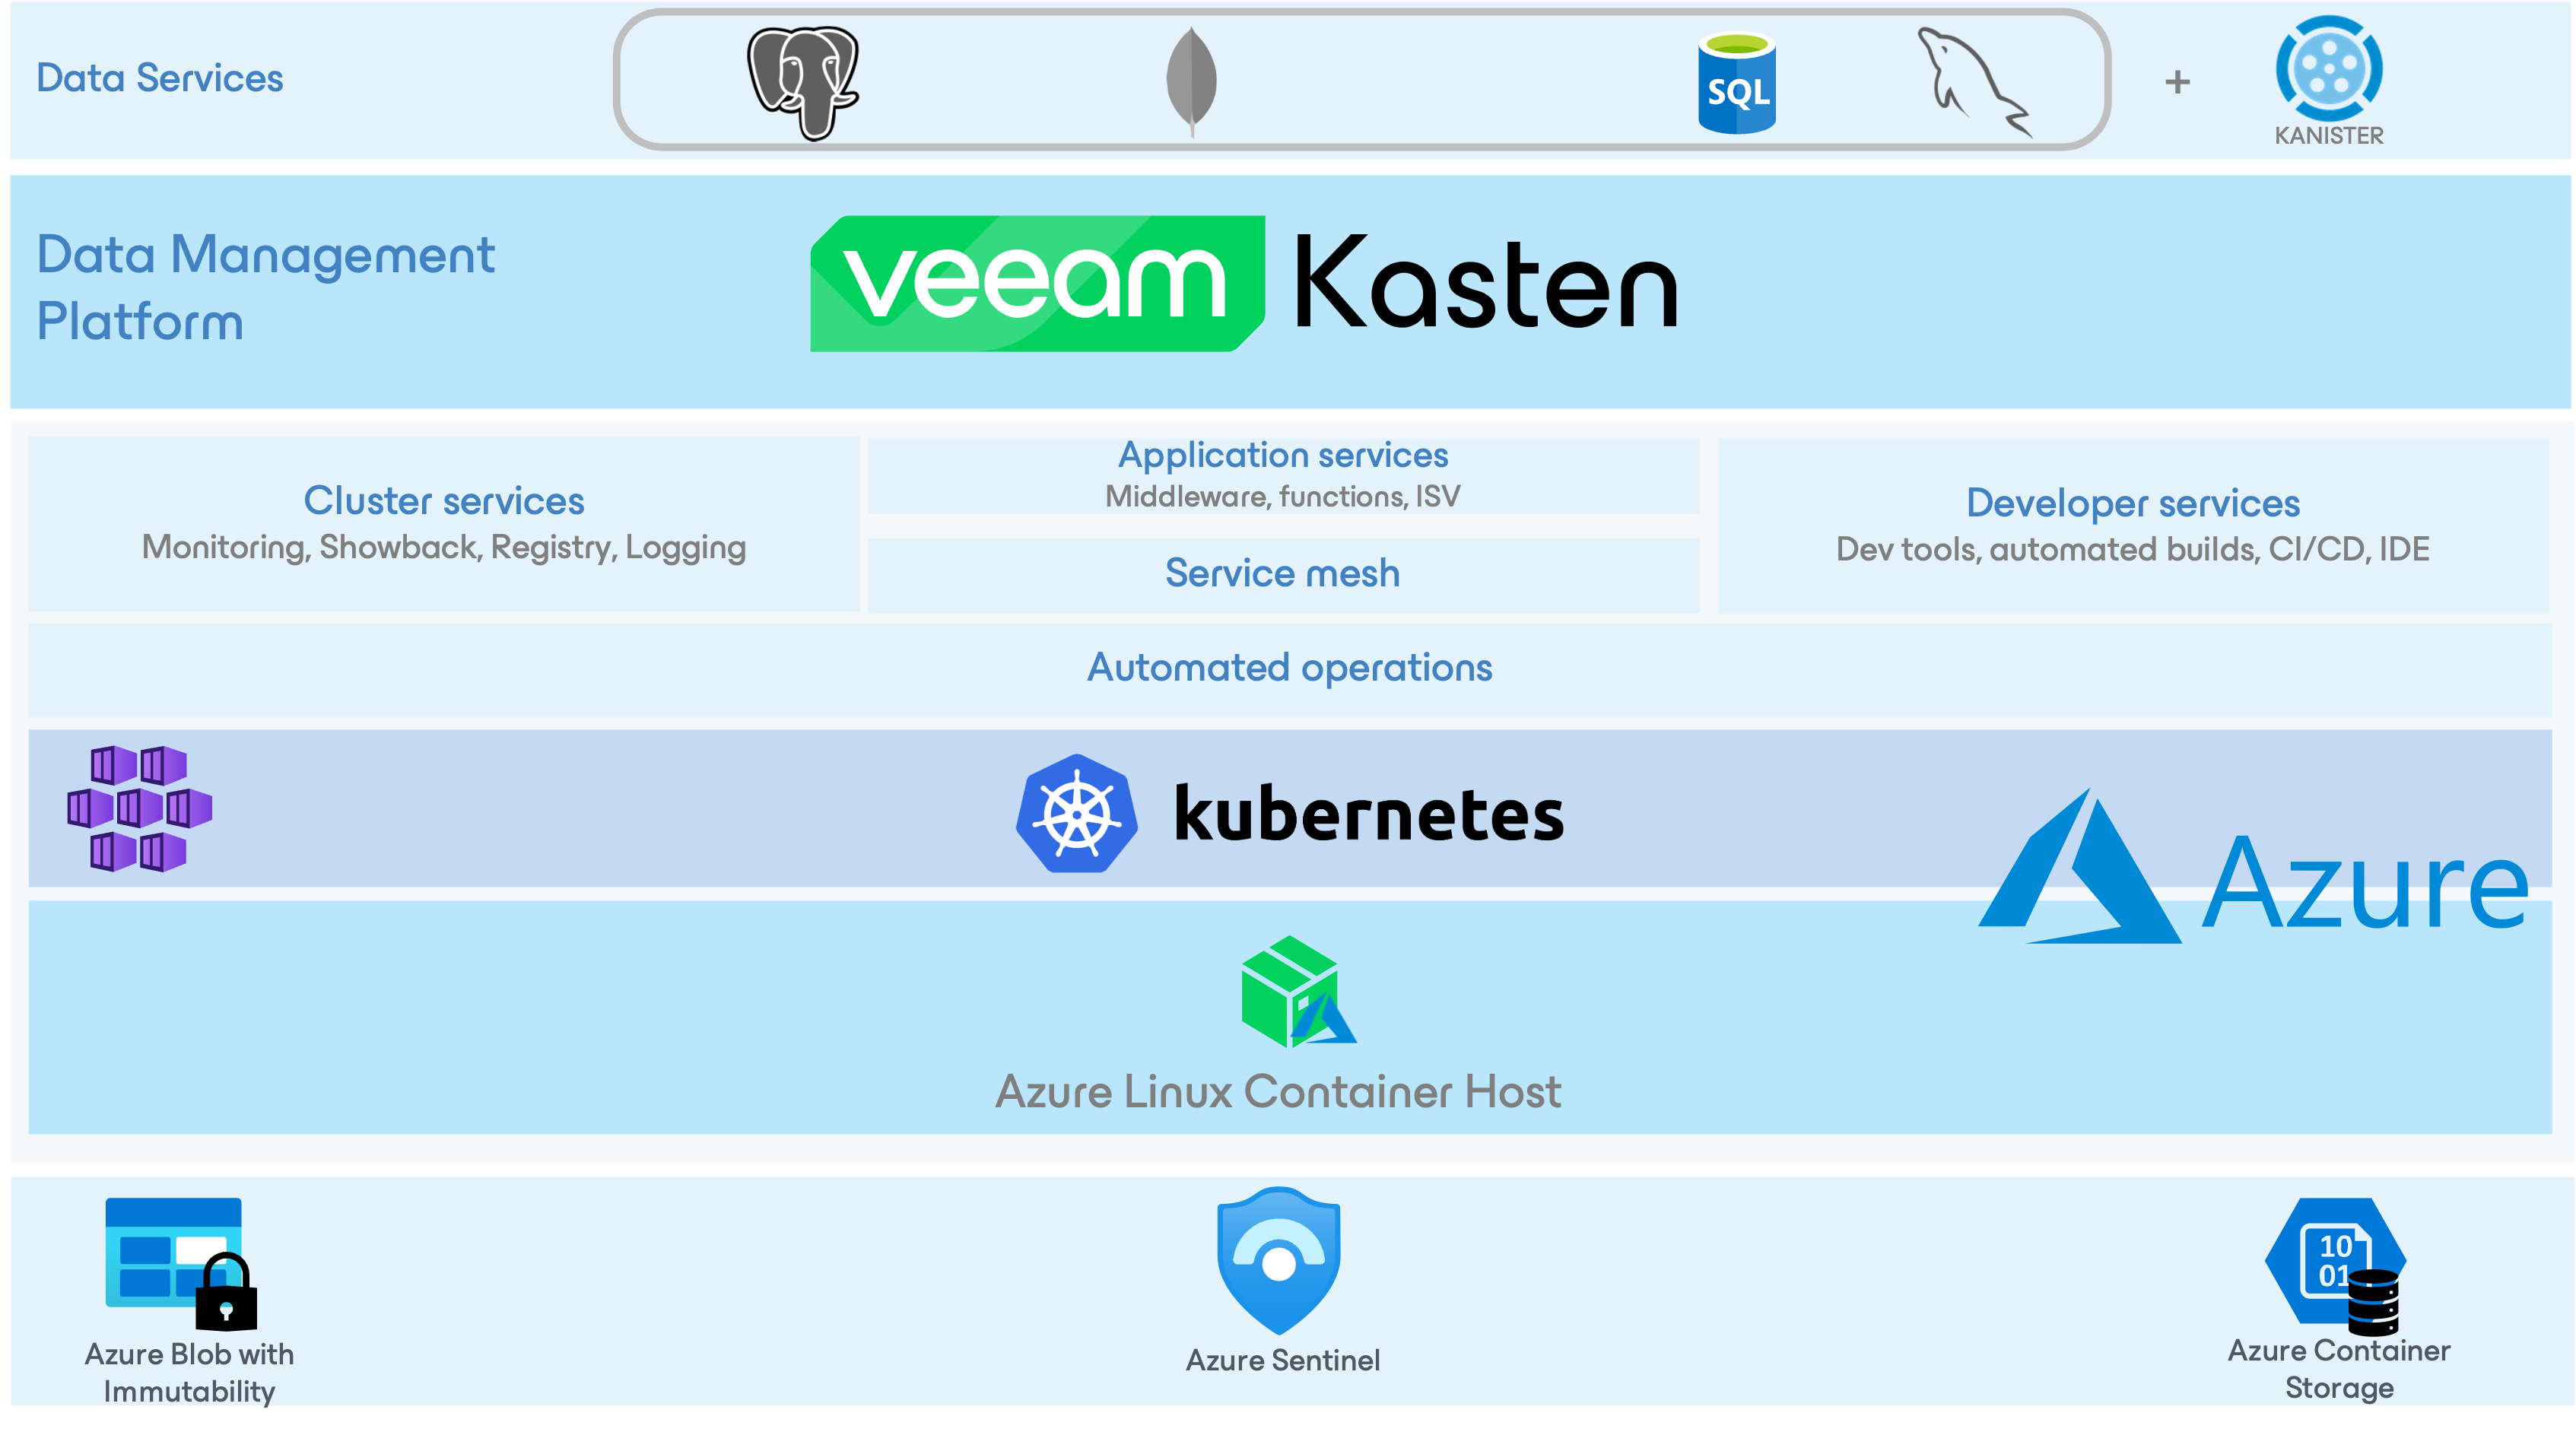 Data Services
SQL
+
KANISTER
Data Management
Platform
veeam Kasten
Cluster services
Monitoring, Showback, Registry, Logging
Application services
Middleware, functions, ISV
Service mesh
Developer services
Dev tools, automated builds, CI/CD, IDE
Automated operations
kubernetes
Azure
Azure Linux Container Host
Azure Blob with
Immutability
Azure Sentinel
10
01
Azure Container
Storage